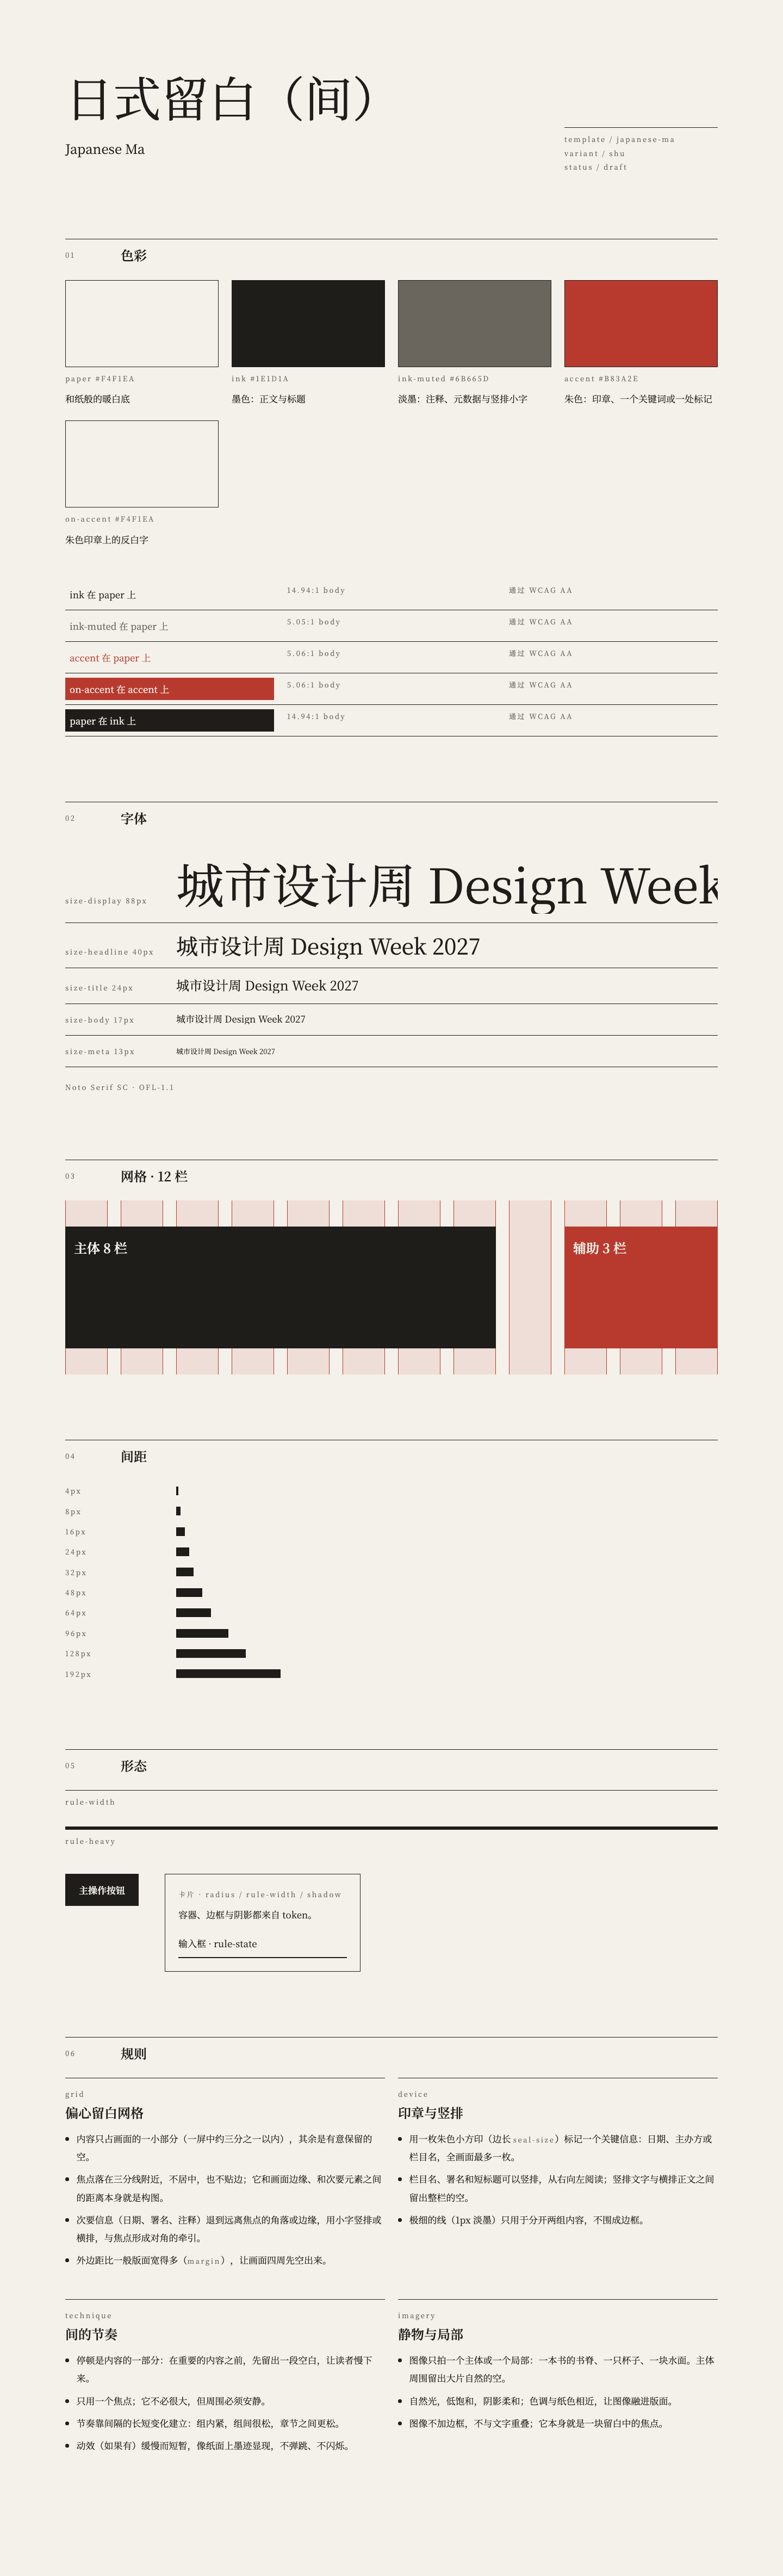 日式留白（间）
Japanese Ma
template / japanese-ma
variant / shu
status / draft
01
色彩
paper #F4F1EA
和纸般的暖白底
ink #1E1D1A
墨色：正文与标题
ink-muted #6B665D
淡墨：注释、元数据与竖排小字
accent #B83A2E
朱色：印章、一个关键词或一处标记
on-accent #F4F1EA
朱色印章上的反白字
ink 在 paper 上
14.94:1 body
通过 WCAG AA
ink-muted 在 paper 上
5.05:1 body
通过 WCAG AA
accent 在 paper 上
5.06:1 body
通过 WCAG AA
on-accent 在 accent 上
5.06:1 body
通过 WCAG AA
paper 在 ink 上
14.94:1 body
通过 WCAG AA
02
字体
size-display 88px
城市设计周 Design Week
size-headline 40px
城市设计周 Design Week 2027
size-title 24px
城市设计周 Design Week 2027
size-body 17px
城市设计周 Design Week 2027
size-meta 13px
城市设计周 Design Week 2027
Noto Serif SC · OFL-1.1
03
网格 · 12 栏
主体 8 栏
辅助 3 栏
04
间距
4px
8px
16px
24px
32px
48px
64px
96px
128px
192px
05
形态
rule-width
rule-heavy
主操作按钮
卡片 · radius / rule-width / shadow
容器、边框与阴影都来自 token。
输入框 · rule-state
06
规则
grid
偏心留白网格
内容只占画面的一小部分（一屏中约三分之一以内），其余是有意保留的
空。
焦点落在三分线附近，不居中，也不贴边；它和画面边缘、和次要元素之间
的距离本身就是构图。
次要信息（日期、署名、注释）退到远离焦点的角落或边缘，用小字竖排或
横排，与焦点形成对角的牵引。
外边距比一般版面宽得多（margin），让画面四周先空出来。
device
印章与竖排
用一枚朱色小方印（边长 seal-size）标记一个关键信息：日期、主办方或
栏目名，全画面最多一枚。
栏目名、署名和短标题可以竖排，从右向左阅读；竖排文字与横排正文之间
留出整栏的空。
极细的线（1px 淡墨）只用于分开两组内容，不围成边框。
technique
间的节奏
停顿是内容的一部分：在重要的内容之前，先留出一段空白，让读者慢下
来。
只用一个焦点；它不必很大，但周围必须安静。
节奏靠间隔的长短变化建立：组内紧，组间很松，章节之间更松。
动效（如果有）缓慢而短暂，像纸面上墨迹显现，不弹跳、不闪烁。
imagery
静物与局部
图像只拍一个主体或一个局部：一本书的书脊、一只杯子、一块水面。主体
周围留出大片自然的空。
自然光，低饱和，阴影柔和；色调与纸色相近，让图像融进版面。
图像不加边框，不与文字重叠；它本身就是一块留白中的焦点。